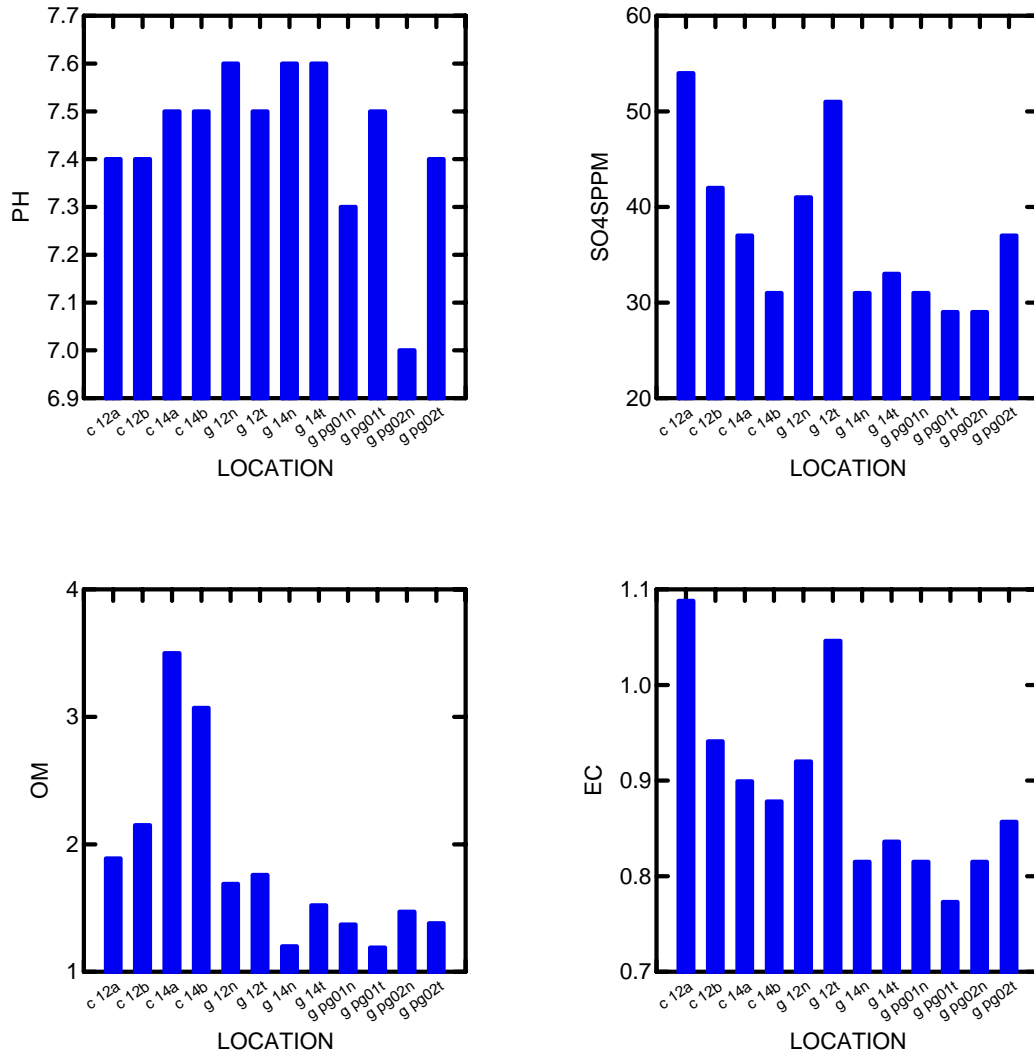 7.7
7.6
7.5
7.4
7.3
7.2
7.1
7.0
6.9
PH
c 12a
c 12b
c 14a
c 14b
g 12n
g 12t
g 14n
g 14t
g pg01n
g pg01t
g pg02n
g pg02t
LOCATION
60
50
40
30
20
SO4SPPM
c 12a
c 12b
c 14a
c 14b
g 12n
g 12t
g 14n
g 14t
g pg01n
g pg01t
g pg02n
g pg02t
LOCATION
4
3
2
1
OM
c 12a
c 12b
c 14a
c 14b
g 12n
g 12t
g 14n
g 14t
g pg01n
g pg01t
g pg02n
g pg02t
LOCATION
1.1
1.0
0.9
0.8
0.7
EC
c 12a
c 12b
c 14a
c 14b
g 12n
g 12t
g 14n
g 14t
g pg01n
g pg01t
g pg02n
g pg02t
LOCATION